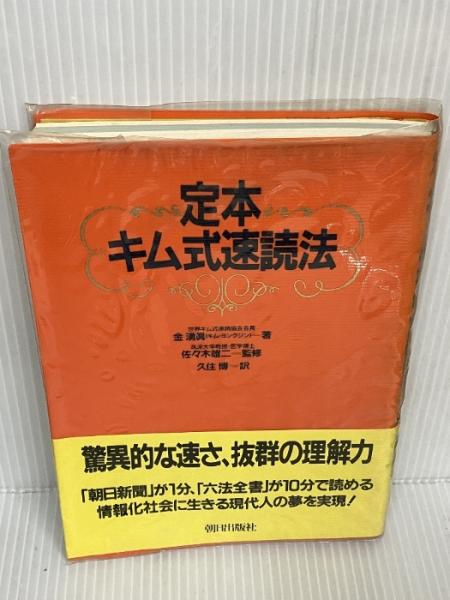 定本
キム式速読法
世界キム式速読協会会長
金湧眞(キム・ヨングジン)―著
筑波大学教授・医学博士
佐々木雄二―監修
久住 博―訳
驚異的な速さ、抜群の理解力
「朝日新聞」が1分、「六法全書」が10分で読める
情報化社会に生きる現代人の夢を実現!
朝日出版社